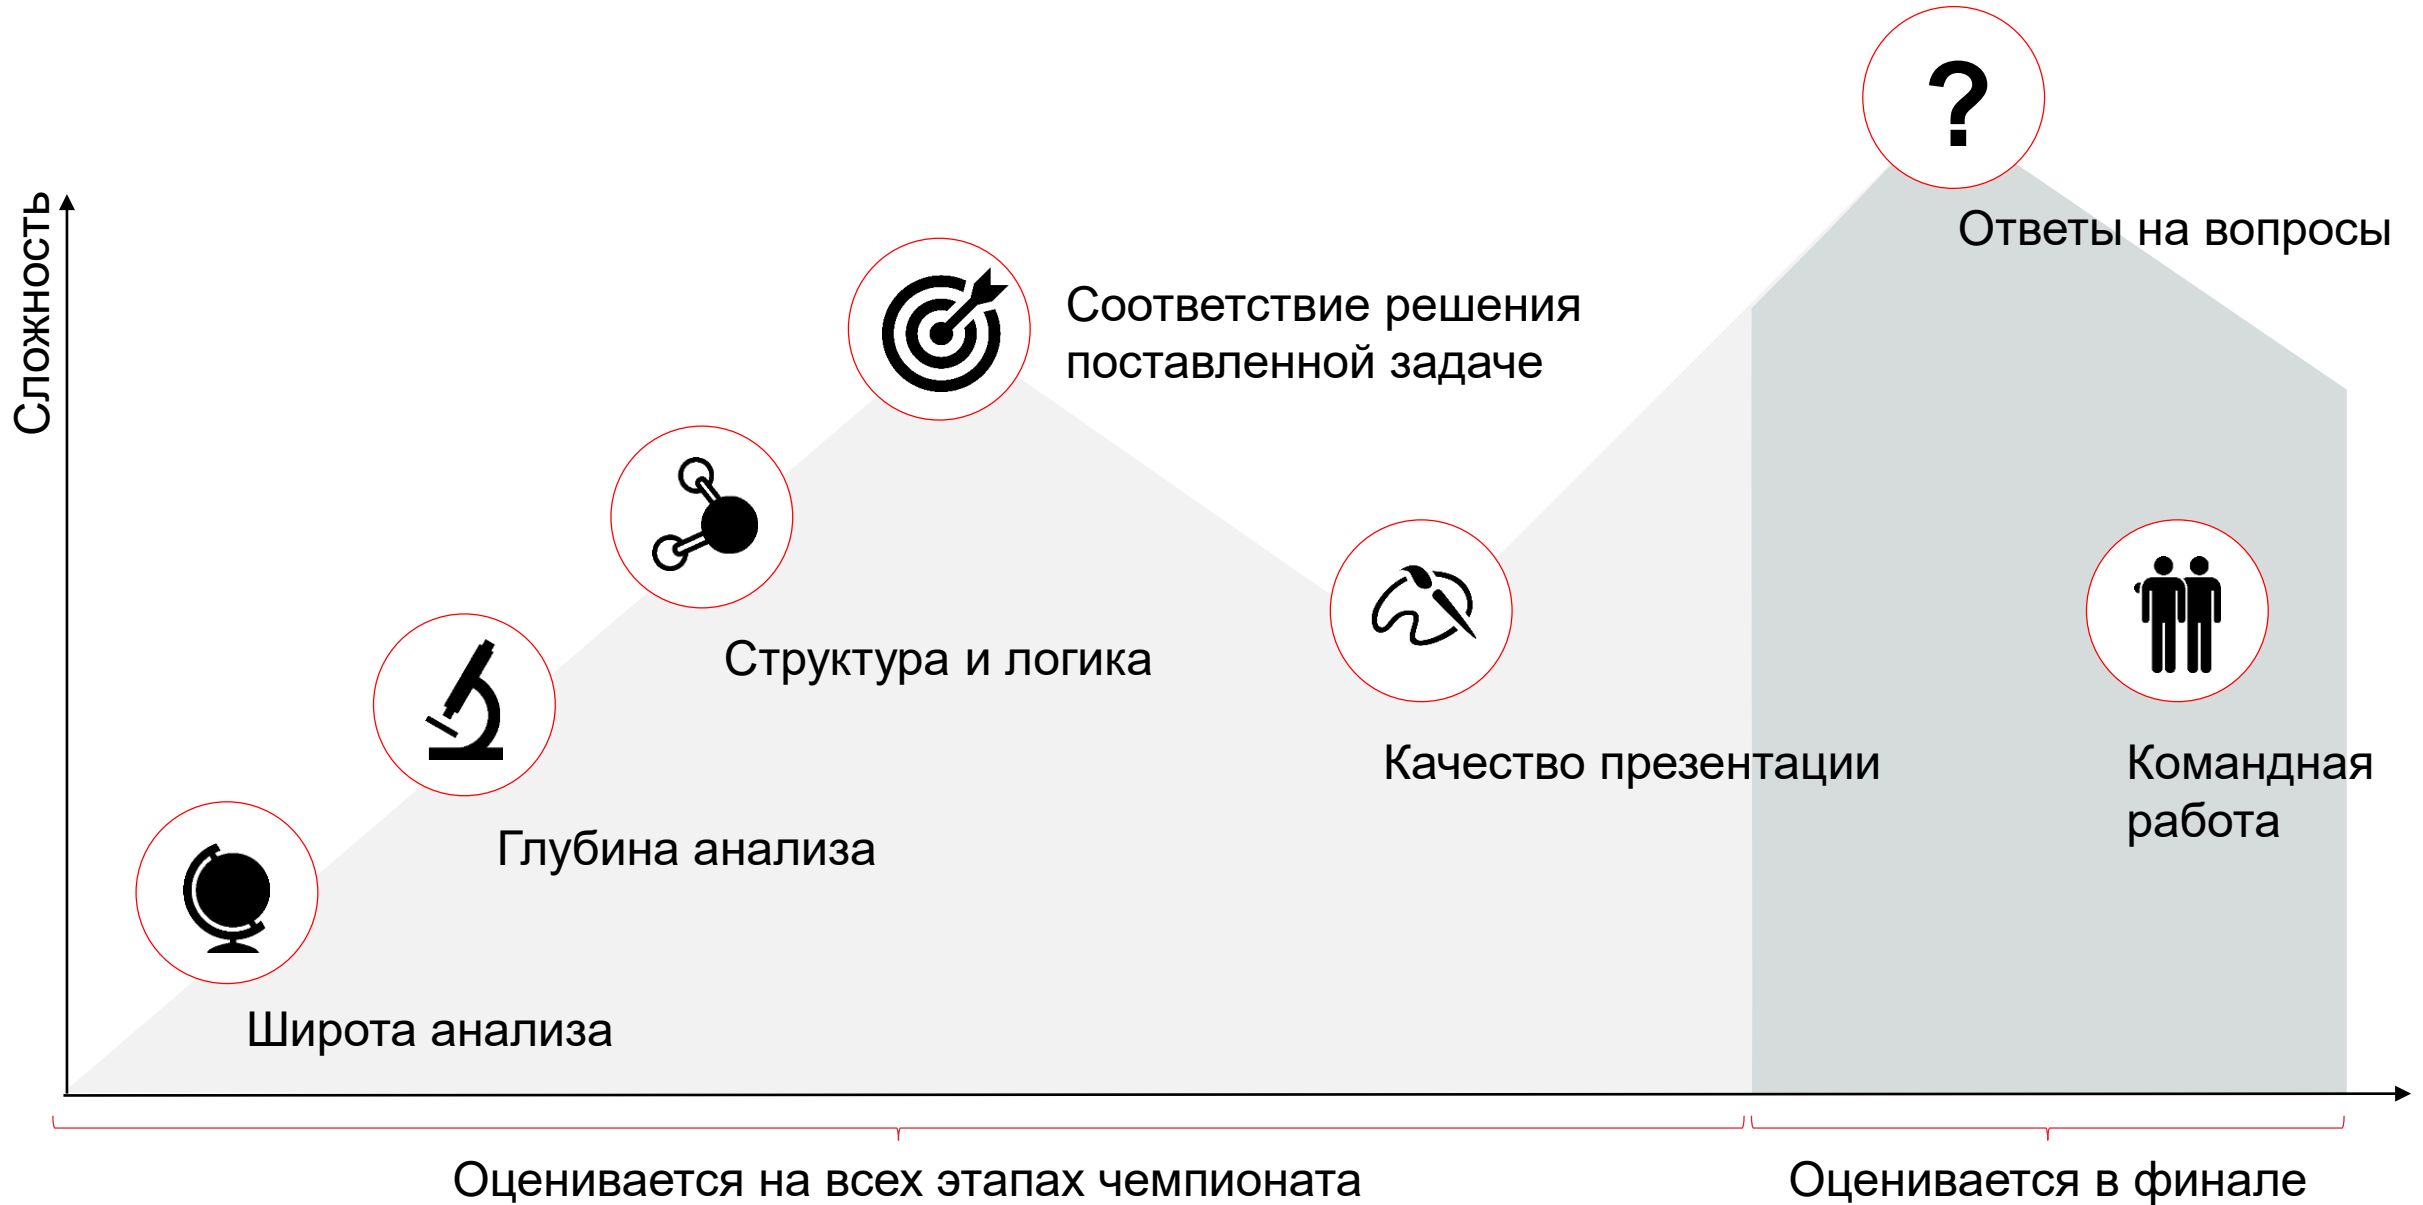 Сложность
?
Ответы на вопросы
Соответствие решения
поставленной задаче
Структура и логика
Качество презентации
Командная
работа
Глубина анализа
Широта анализа
Оценивается на всех этапах чемпионата
Оценивается в финале